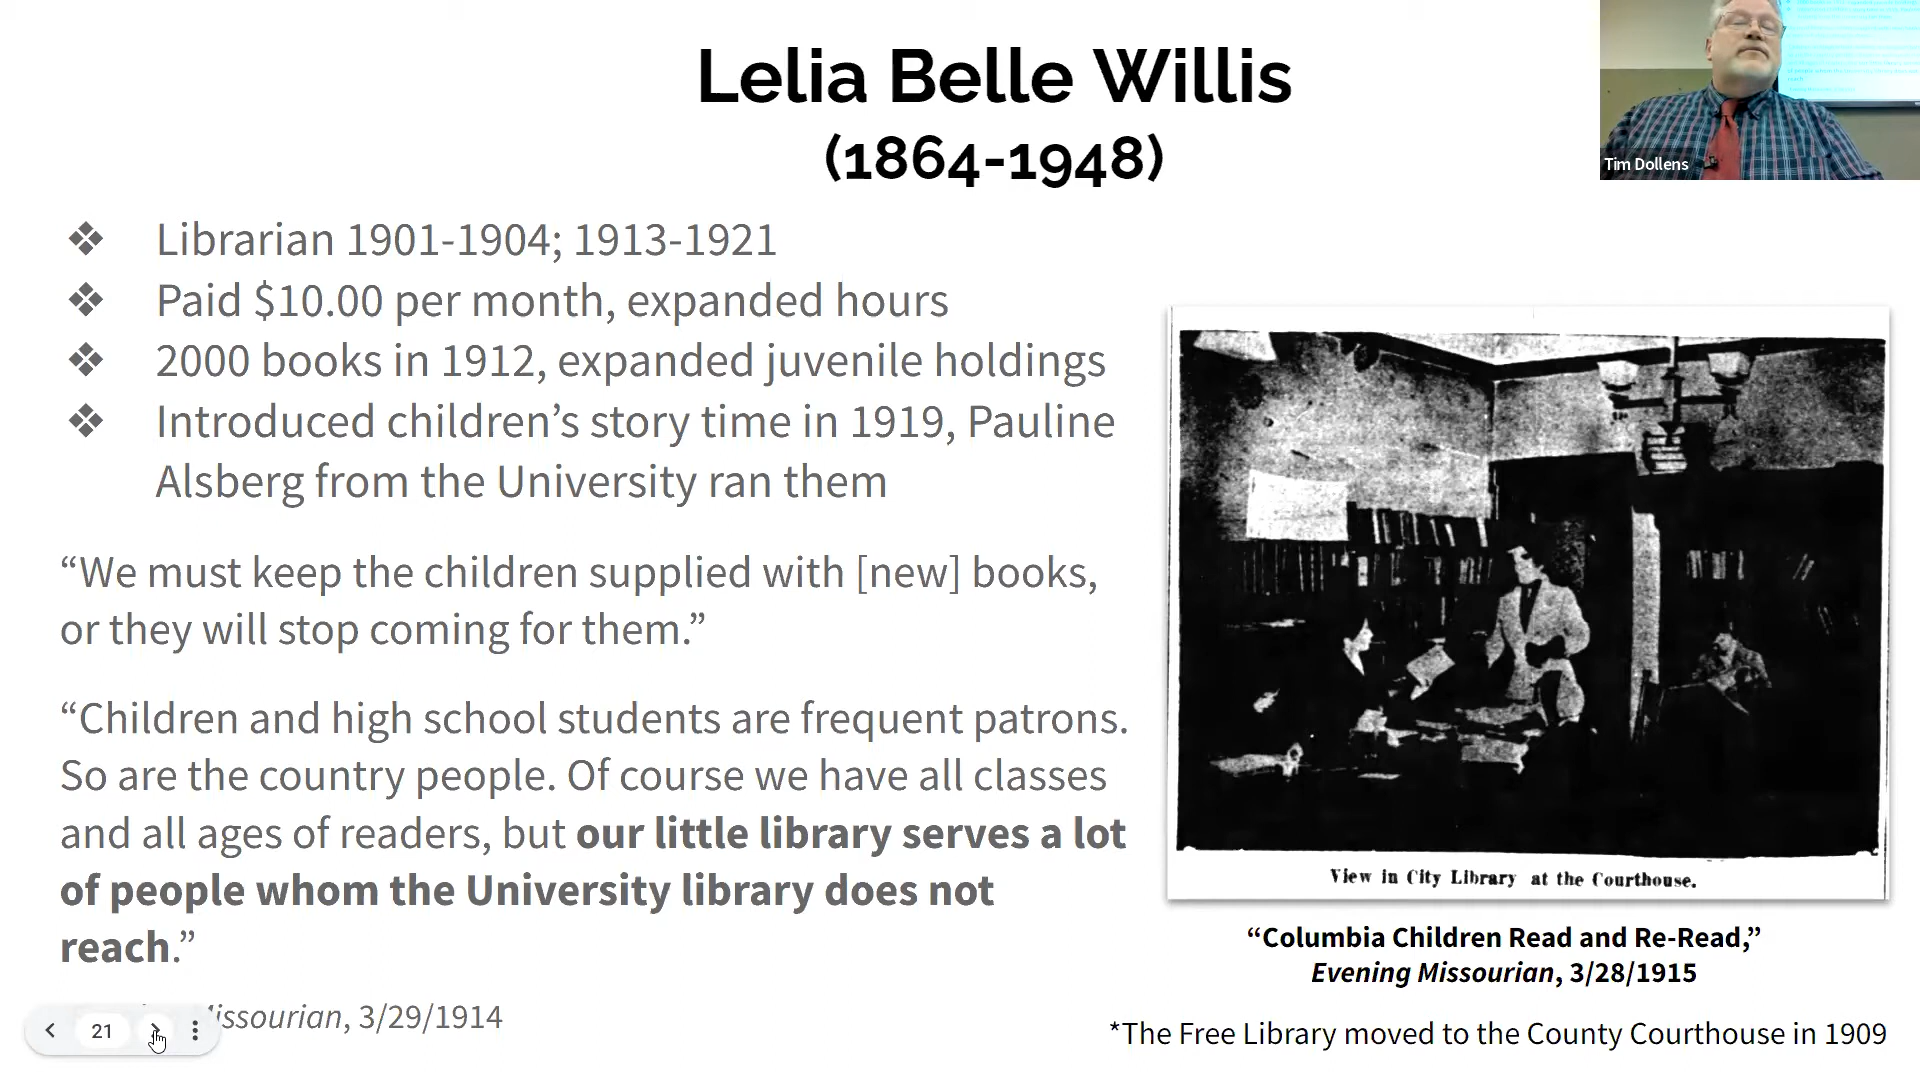 Lelia Belle Willis
(1864-1948)
Tim Dollens
❖ Librarian 1901-1904; 1913-1921
❖ Paid $10.00 per month, expanded hours
❖ 2000 books in 1912, expanded juvenile holdings
❖ Introduced children’s story time in 1919, Pauline
Alsberg from the University ran them
“We must keep the children supplied with [new] books,
or they will stop coming for them.”
“Children and high school students are frequent patrons.
So are the country people. Of course we have all classes
and all ages of readers, but our little library serves a lot
of people whom the University library does not
reach.”
Missourian, 3/29/1914
21
View in City Library at the Courthouse.
“Columbia Children Read and Re-Read,”
Evening Missourian, 3/28/1915
*The Free Library moved to the County Courthouse in 1909